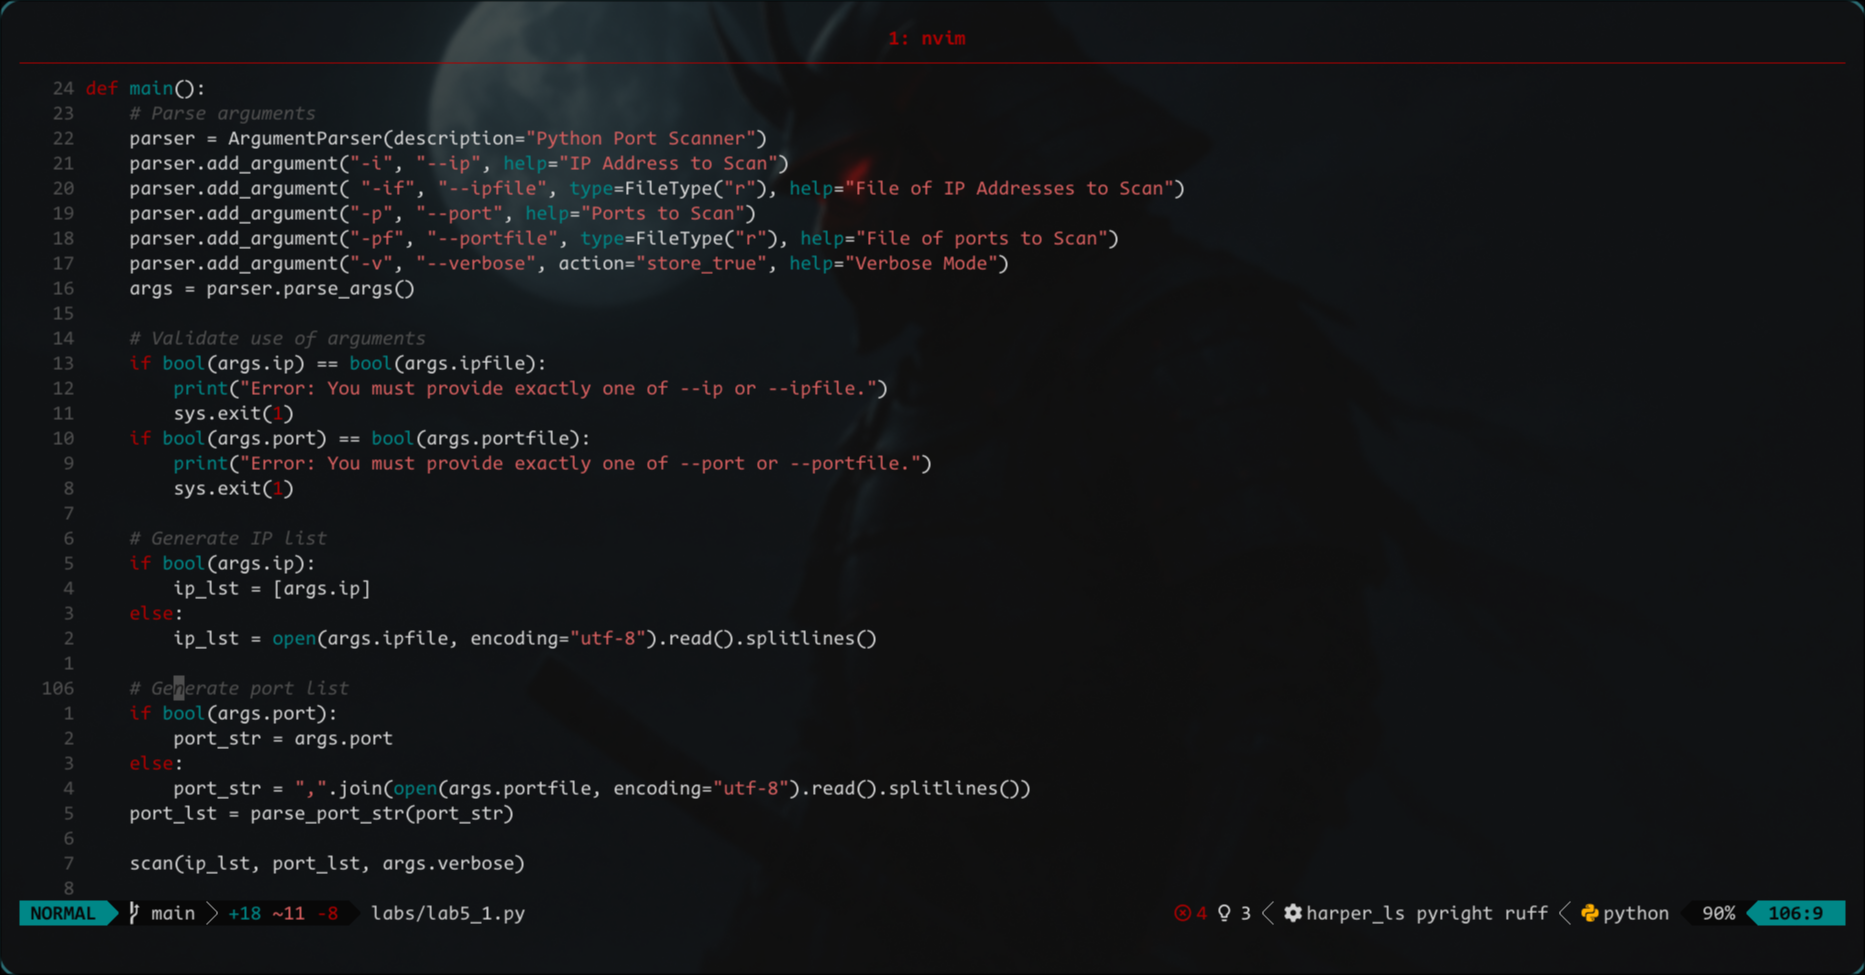 1: nvim
24 def main():
23     # Parse arguments
22     parser = ArgumentParser(description="Python Port Scanner")
21     parser.add_argument("-i", "--ip", help="IP Address to Scan")
20     parser.add_argument( "-if", "--ipfile", type=FileType("r"), help="File of IP Addresses to Scan")
19     parser.add_argument("-p", "--port", help="Ports to Scan")
18     parser.add_argument("-pf", "--portfile", type=FileType("r"), help="File of ports to Scan")
17     parser.add_argument("-v", "--verbose", action="store_true", help="Verbose Mode")
16     args = parser.parse_args()
15
14     # Validate use of arguments
13     if bool(args.ip) == bool(args.ipfile):
12         print("Error: You must provide exactly one of --ip or --ipfile.")
11         sys.exit(1)
10     if bool(args.port) == bool(args.portfile):
9         print("Error: You must provide exactly one of --port or --portfile.")
8         sys.exit(1)
7
6     # Generate IP list
5     if bool(args.ip):
4         ip_lst = [args.ip]
3     else:
2         ip_lst = open(args.ipfile, encoding="utf-8").read().splitlines()
1
106     # Generate port list
1     if bool(args.port):
2         port_str = args.port
3     else:
4         port_str = ",".join(open(args.portfile, encoding="utf-8").read().splitlines())
5     port_lst = parse_port_str(port_str)
6
7     scan(ip_lst, port_lst, args.verbose)
8
NORMAL main +18 ~11 -8 labs/lab5_1.py 4 3 harper_ls pyright ruff python 90% 106:9